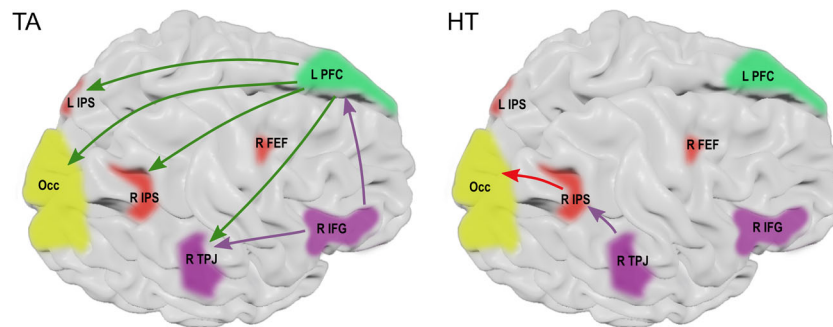 TA
L PFC
L IPS
R FEF
Occ
R IPS
R IFG
R TPJ
HT
L PFC
L IPS
R FEF
Occ
R IPS
R IFG
R TPJ